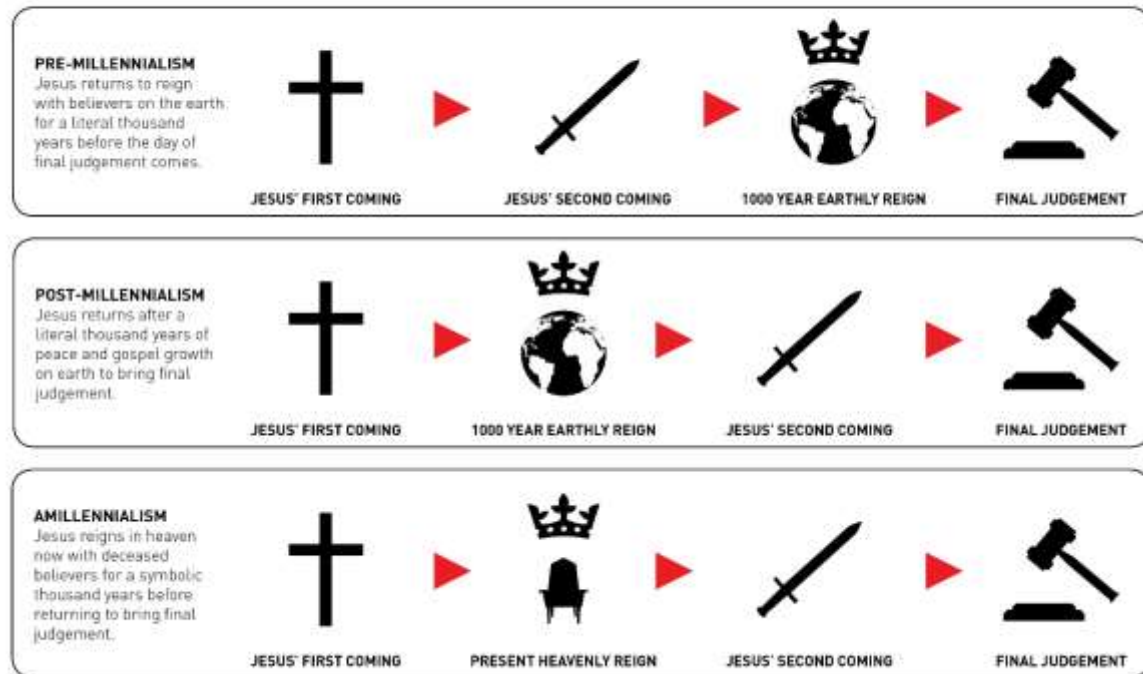 PRE-MILLENNIALISM
Jesus returns to reign
with believers on the earth
for a literal thousand
years before the day of
final judgement comes.
JESUS' FIRST COMING
JESUS' SECOND COMING
1000 YEAR EARTHLY REIGN
FINAL JUDGEMENT
POST-MILLENNIALISM
Jesus returns after a
literal thousand years of
peace and gospel growth
on earth to bring final
judgement.
JESUS' FIRST COMING
1000 YEAR EARTHLY REIGN
JESUS' SECOND COMING
FINAL JUDGEMENT
AMILLENNIALISM
Jesus reigns in heaven
now with deceased
believers for a symbolic
thousand years before
returning to bring final
judgement.
JESUS' FIRST COMING
PRESENT HEAVENLY REIGN
JESUS' SECOND COMING
FINAL JUDGEMENT